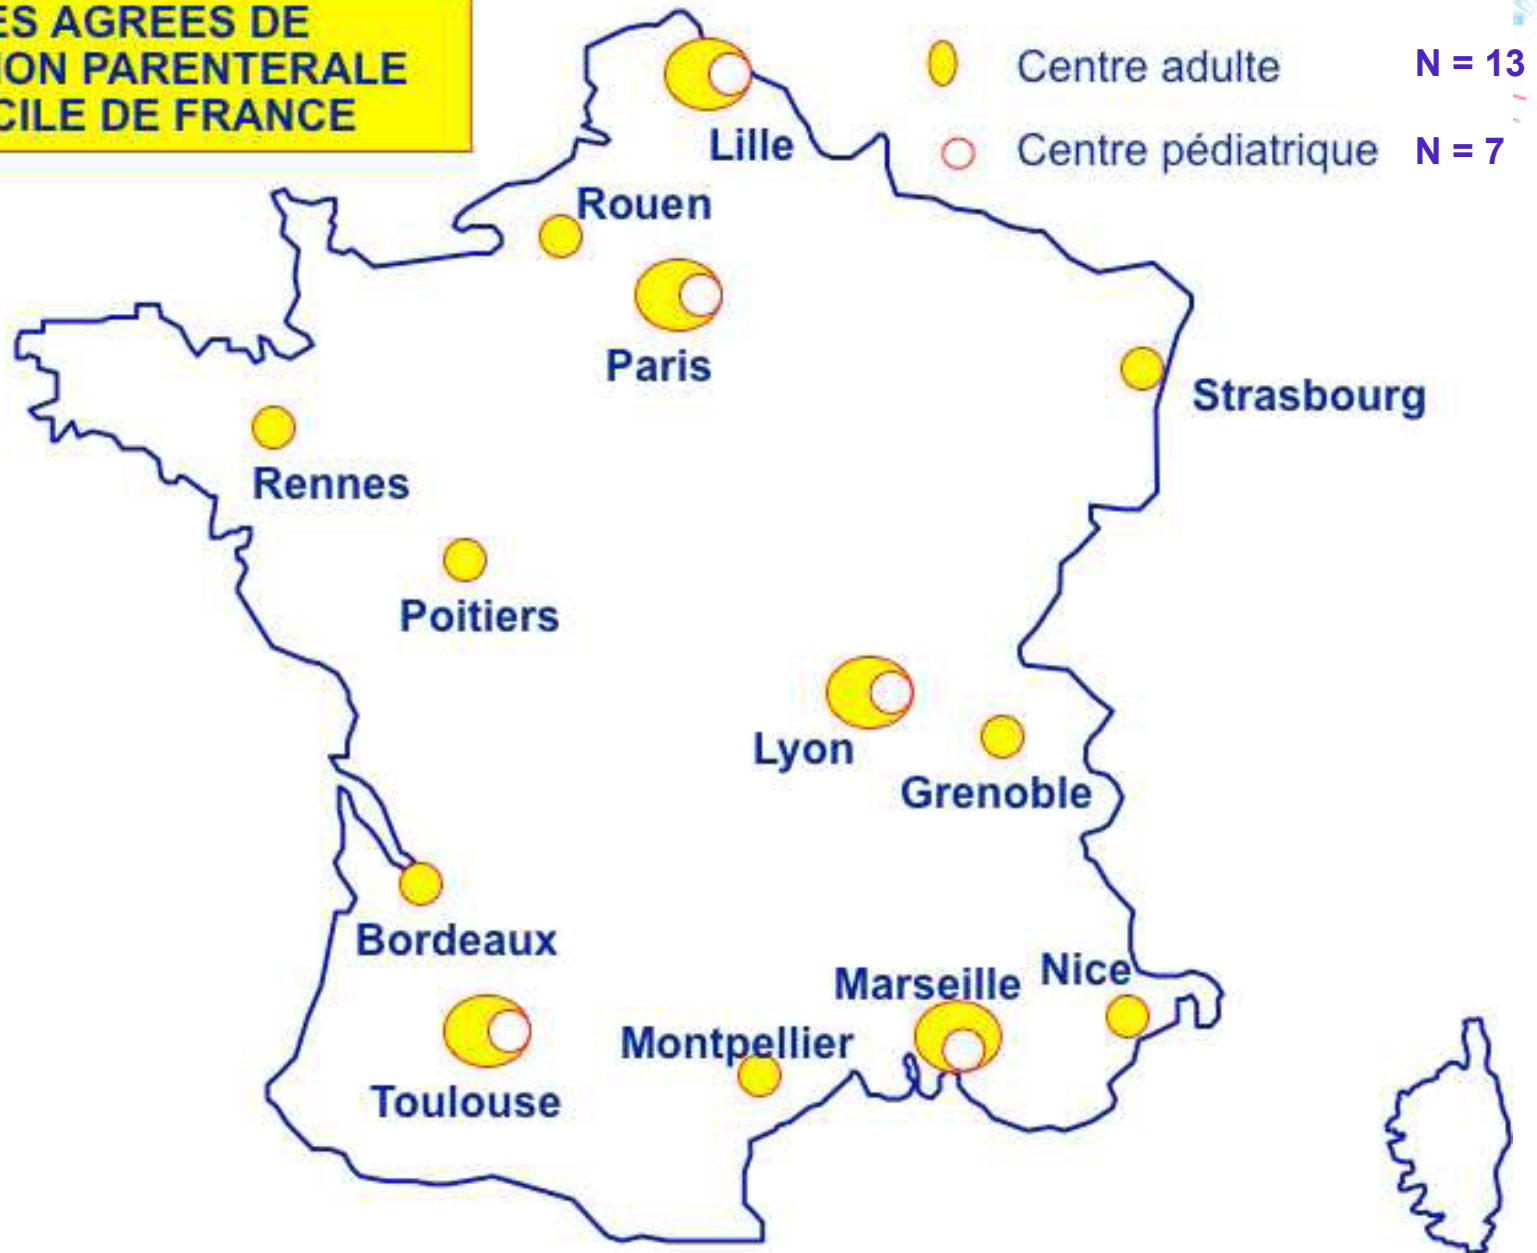 ES AGREES DE
ION PARENTERALE
CILE DE FRANCE
Centre adulte N = 13
Centre pédiatrique N = 7
Lille
Rouen
Paris
Strasbourg
Rennes
Poitiers
Lyon
Grenoble
Bordeaux
Marseille
Nice
Montpellier
Toulouse